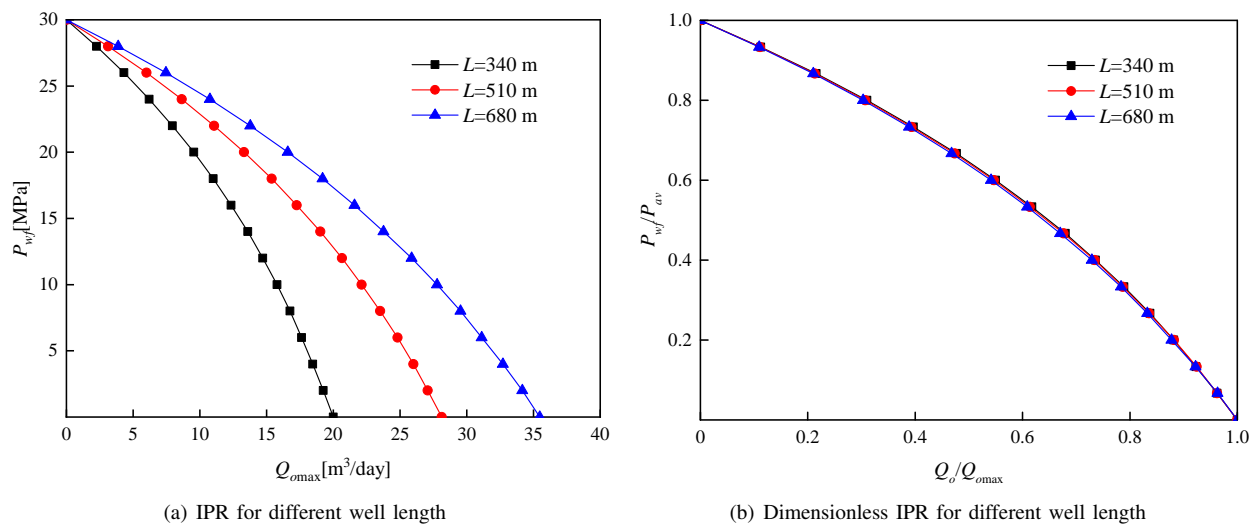 30
25
20
15
10
5
0 5 10 15 20 25 30 35 40
P_wf[MPa]
Q_omax[m³/day]
L=340 m
L=510 m
L=680 m
(a) IPR for different well length
1.0
0.8
0.6
0.4
0.2
0 0.2 0.4 0.6 0.8 1.0
P_wf/P_av
Q_o/Q_omax
L=340 m
L=510 m
L=680 m
(b) Dimensionless IPR for different well length